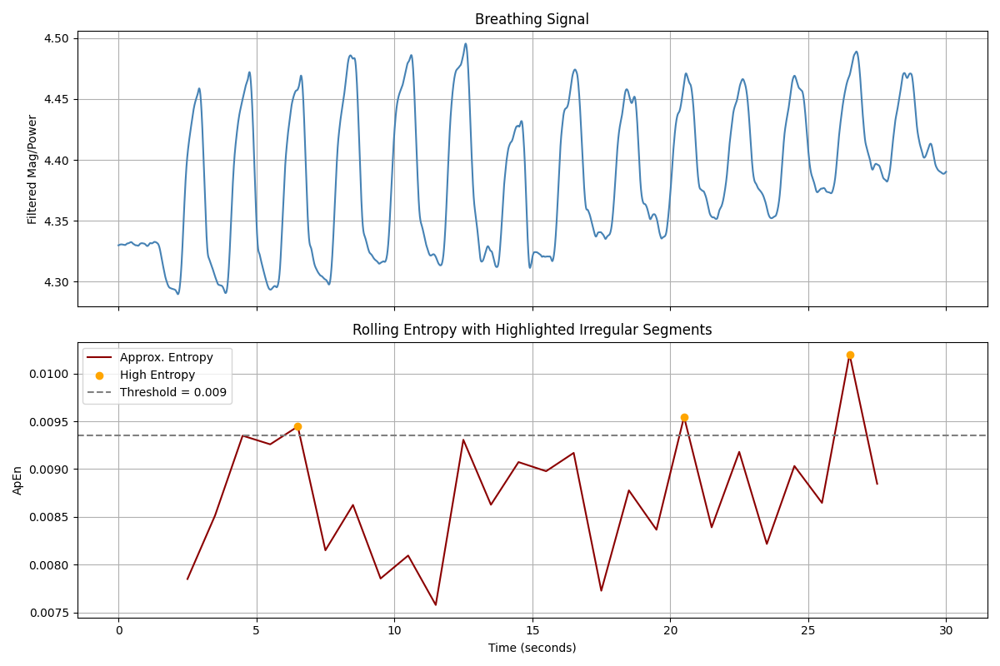 Breathing Signal
Filtered Mag/Power
4.50
4.45
4.40
4.35
4.30
Rolling Entropy with Highlighted Irregular Segments
Approx. Entropy
High Entropy
Threshold = 0.009
ApEn
0.0100
0.0095
0.0090
0.0085
0.0080
0.0075
0 5 10 15 20 25 30
Time (seconds)